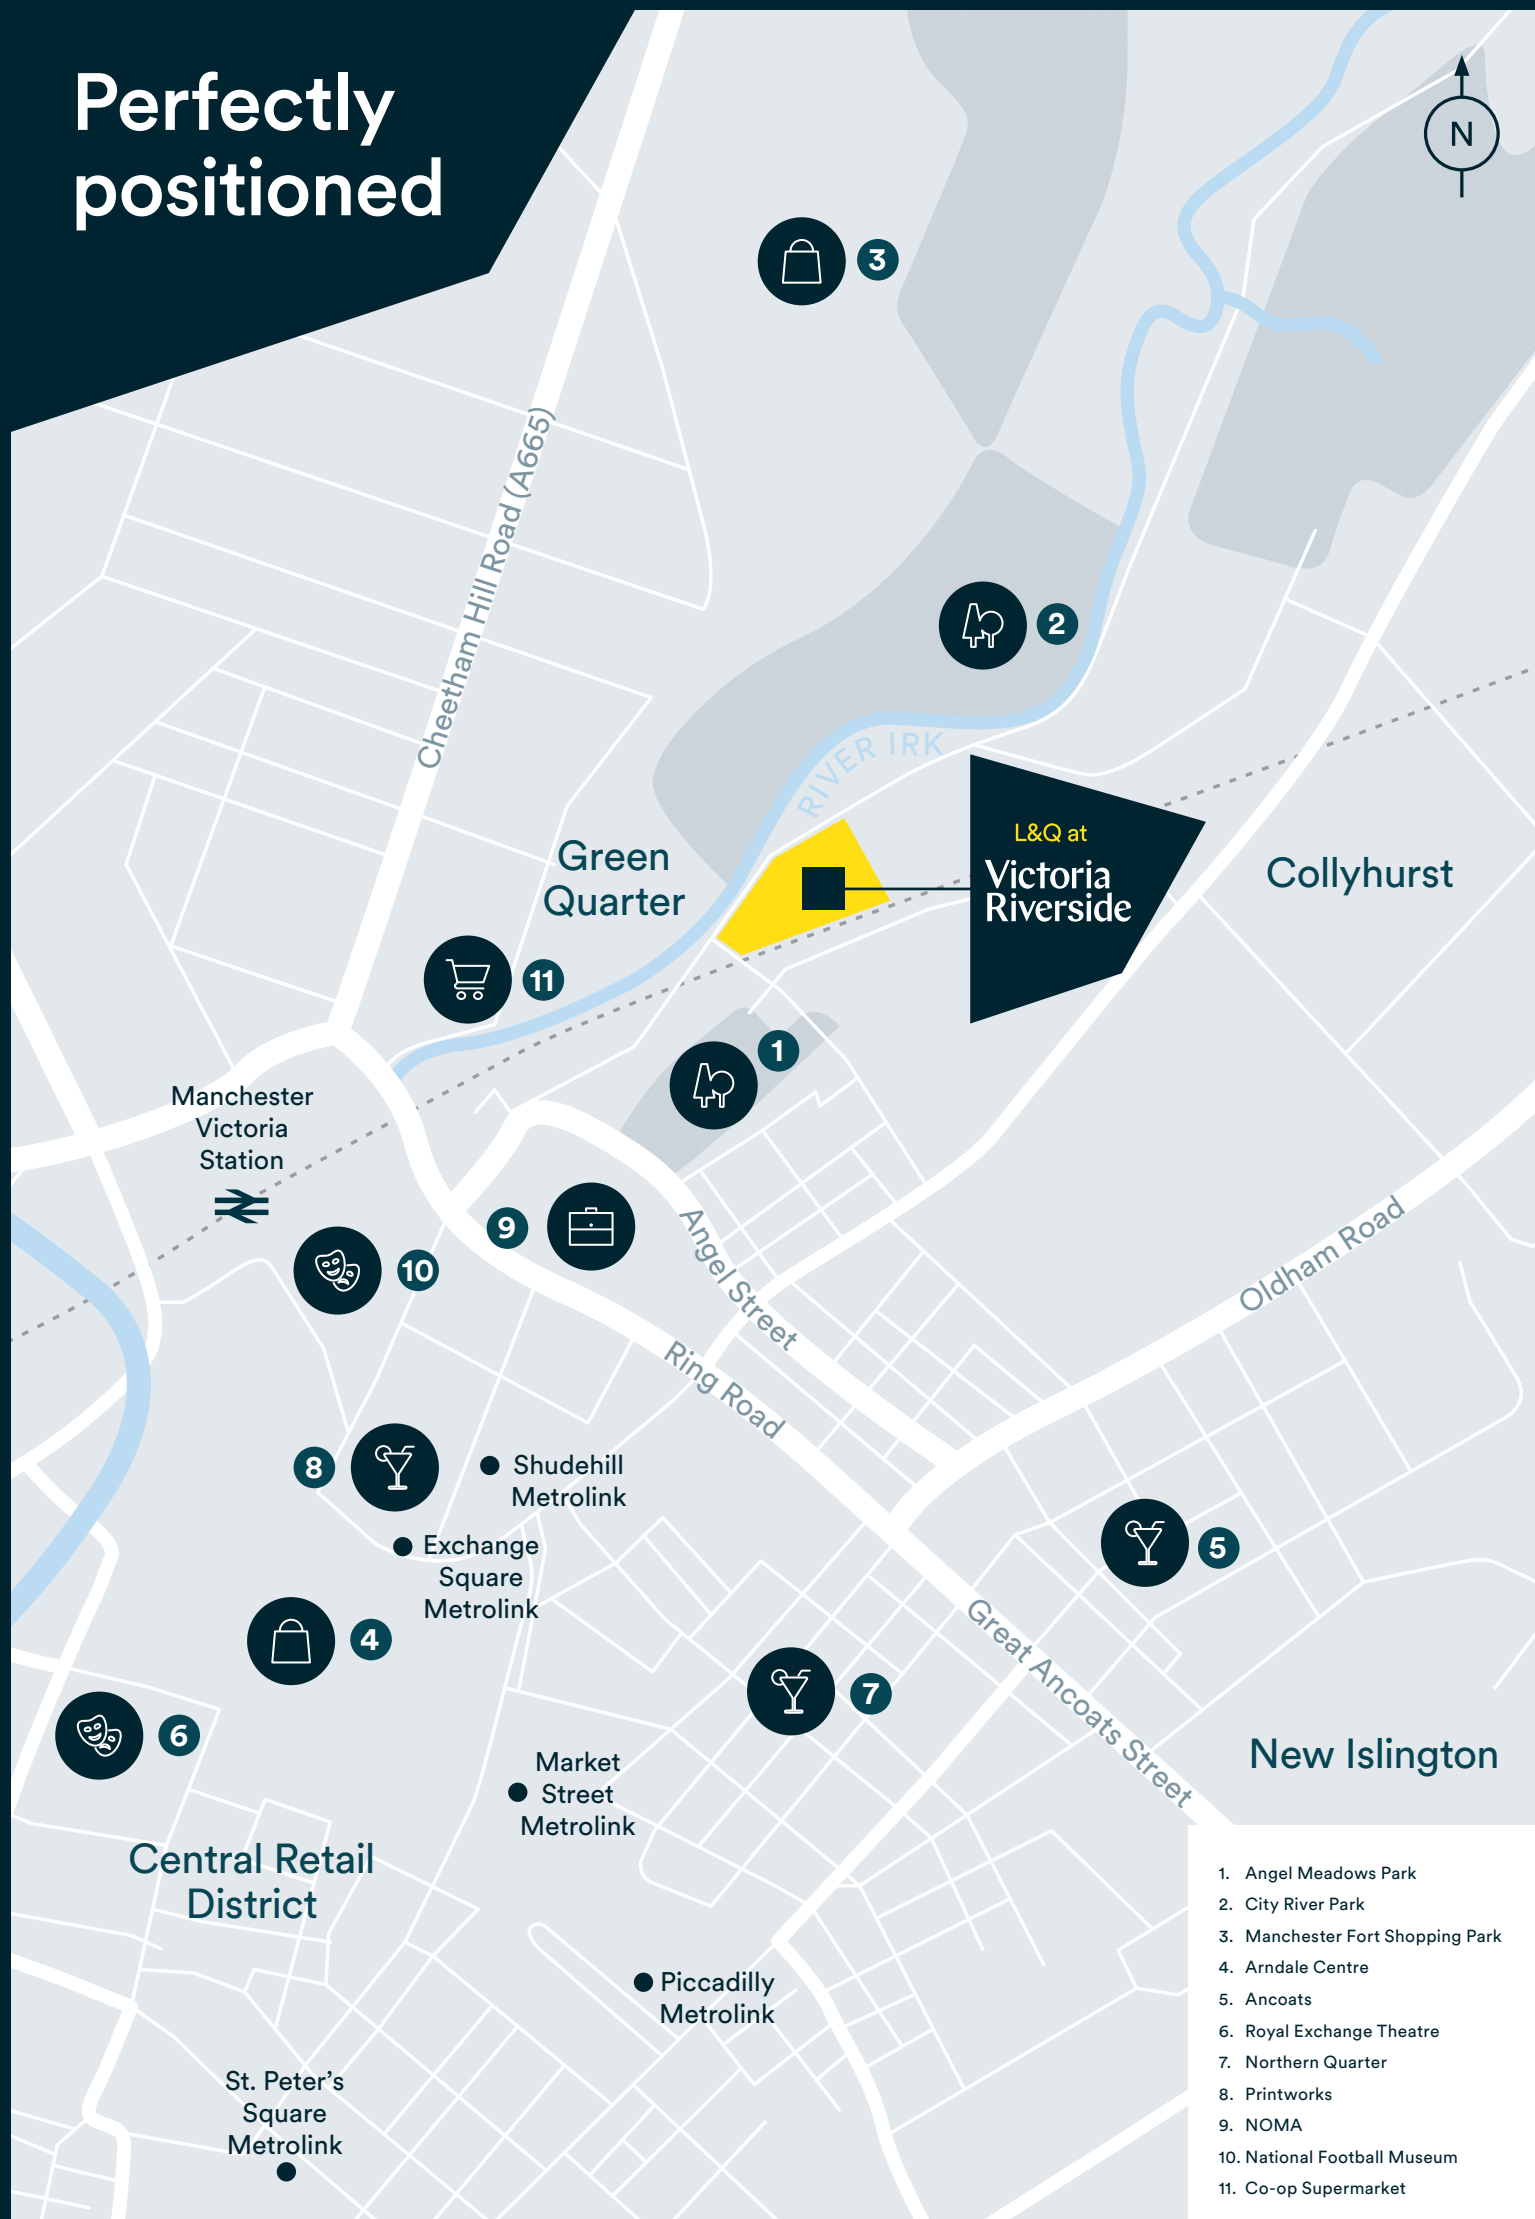 Perfectly
positioned
N
3
Cheetham Hill Road (A665)
2
RIVER IRK
L&Q at
Victoria
Riverside
Green
Quarter
Collyhurst
11
1
Manchester
Victoria
Station
9
10
Angel Street
Oldham Road
Ring Road
8
Shudehill
Metrolink
Exchange
Square
Metrolink
5
Great Ancoats Street
4
7
6
New Islington
Market
Street
Metrolink
Central Retail
District
Piccadilly
Metrolink
St. Peter’s
Square
Metrolink
1. Angel Meadows Park
2. City River Park
3. Manchester Fort Shopping Park
4. Arndale Centre
5. Ancoats
6. Royal Exchange Theatre
7. Northern Quarter
8. Printworks
9. NOMA
10. National Football Museum
11. Co-op Supermarket